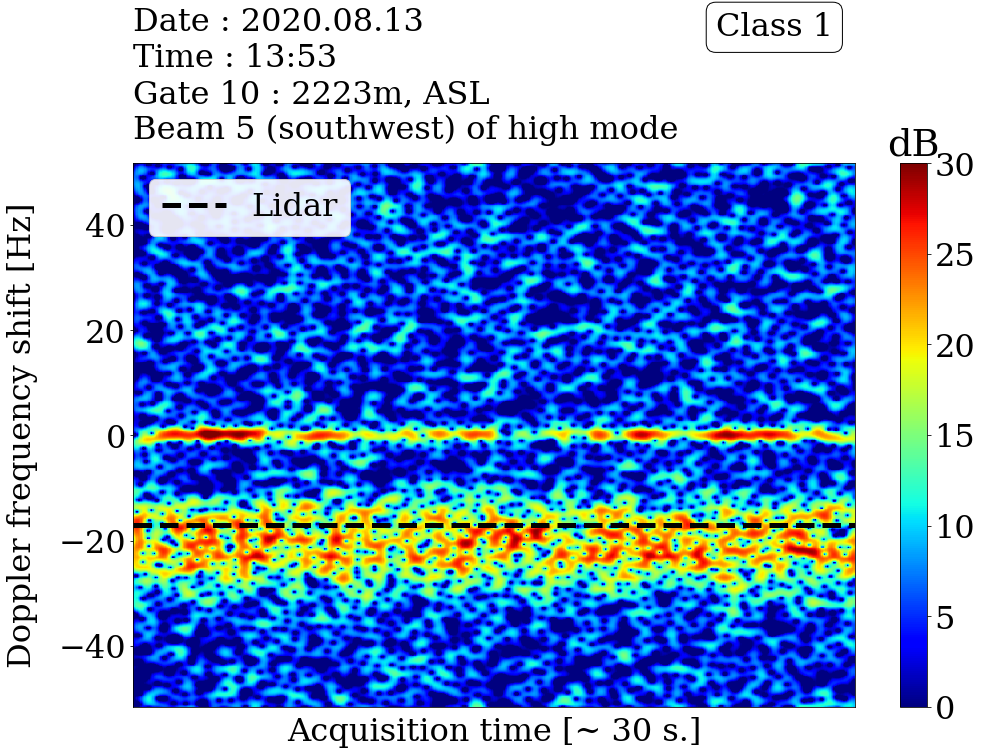 Date : 2020.08.13
Time : 13:53
Gate 10 : 2223m, ASL
Beam 5 (southwest) of high mode
Class 1
dB
Lidar
Doppler frequency shift [Hz]
40
20
0
−20
−40
Acquisition time [~ 30 s.]
30
25
20
15
10
5
0